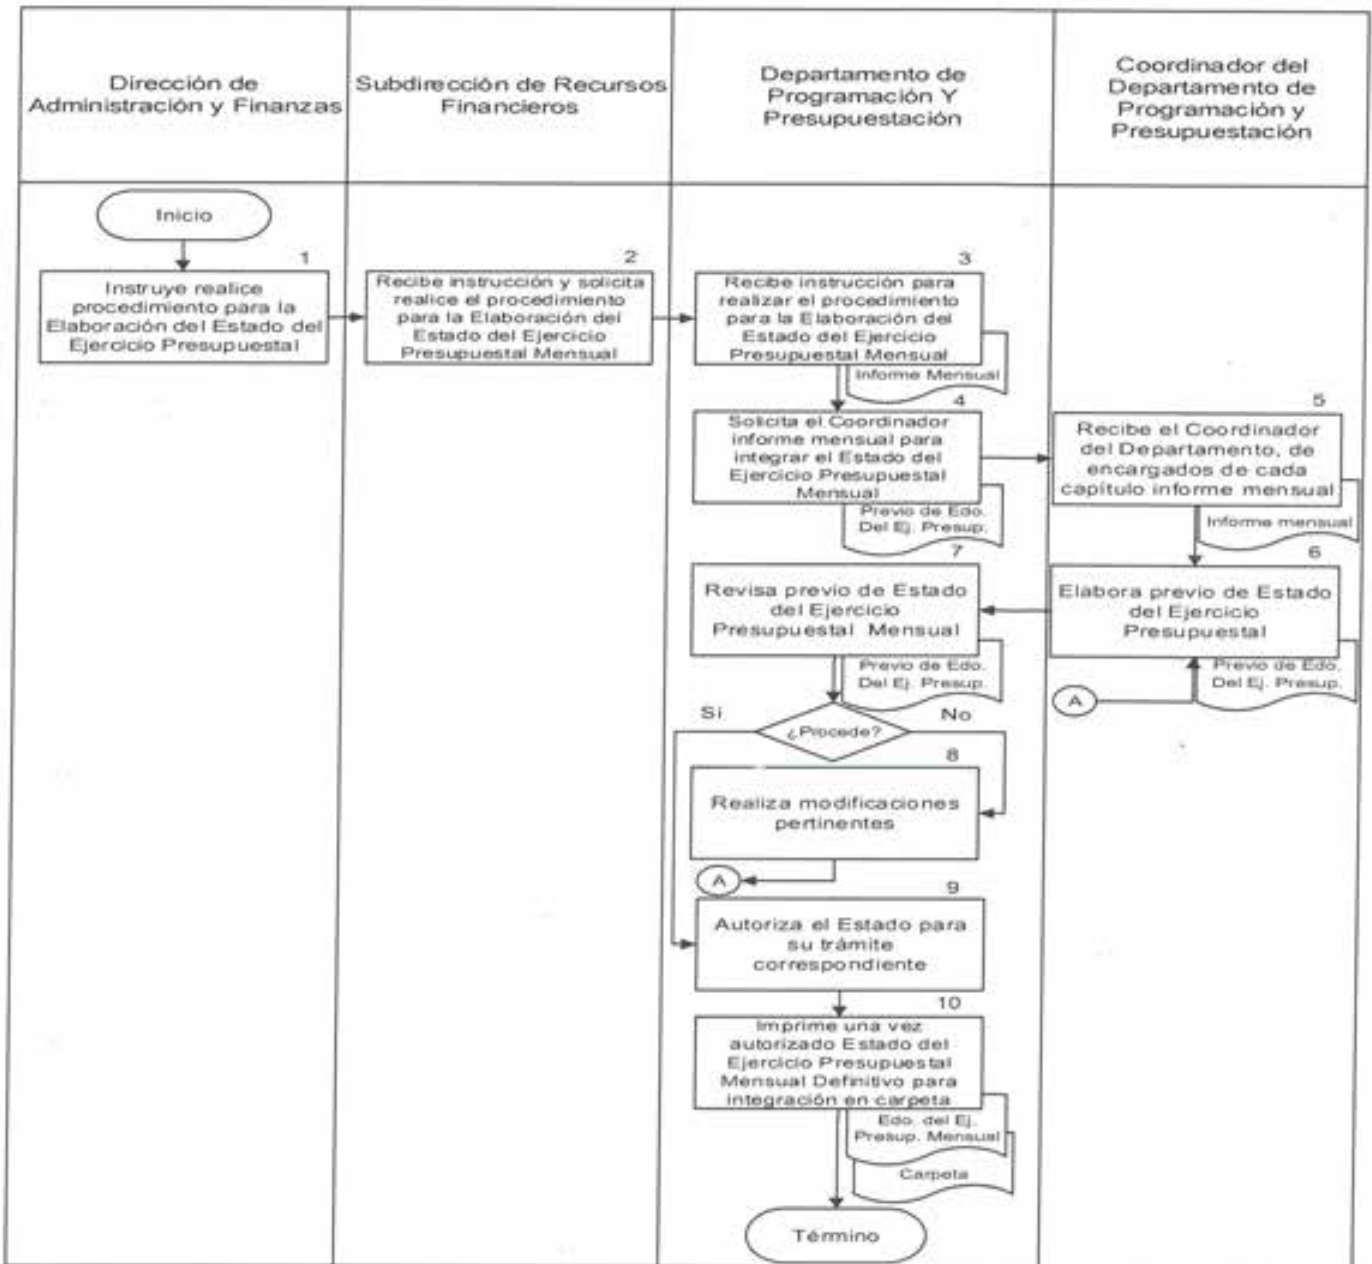 Dirección de
Administración y Finanzas
Subdirección de Recursos
Financieros
Departamento de
Programación Y
Presupuestación
Coordinador del
Departamento de
Programación y
Presupuestación
Inicio
1
Instruye realice
procedimiento para la
Elaboración del Estado del
Ejercicio Presupuestal
2
Recibe instrucción y solicita
realice el procedimiento
para la Elaboración del
Estado del Ejercicio
Presupuestal Mensual
3
Recibe instrucción para
realizar el procedimiento
para la Elaboración del
Estado del Ejercicio
Presupuestal Mensual
Informe Mensual
4
Solicita el Coordinador
informe mensual para
integrar el Estado del
Ejercicio Presupuestal
Mensual
Previo de Edo.
Del Ej. Presup.
5
Recibe el Coordinador
del Departamento, de
encargados de cada
capítulo informe mensual
Informe mensual
6
Elabora previo de Estado
del Ejercicio
Presupuestal
Previo de Edo.
Del Ej. Presup.
A
7
Revisa previo de Estado
del Ejercicio
Presupuestal Mensual
Previo de Edo.
Del Ej. Presup.
Sí
No
¿Procede?
8
Realiza modificaciones
pertinentes
A
9
Autoriza el Estado para
su trámite
correspondiente
10
Imprime una vez
autorizado Estado del
Ejercicio Presupuestal
Mensual Definitivo para
integración en carpeta
Edo. del Ej.
Presup. Mensual
Carpeta
Término